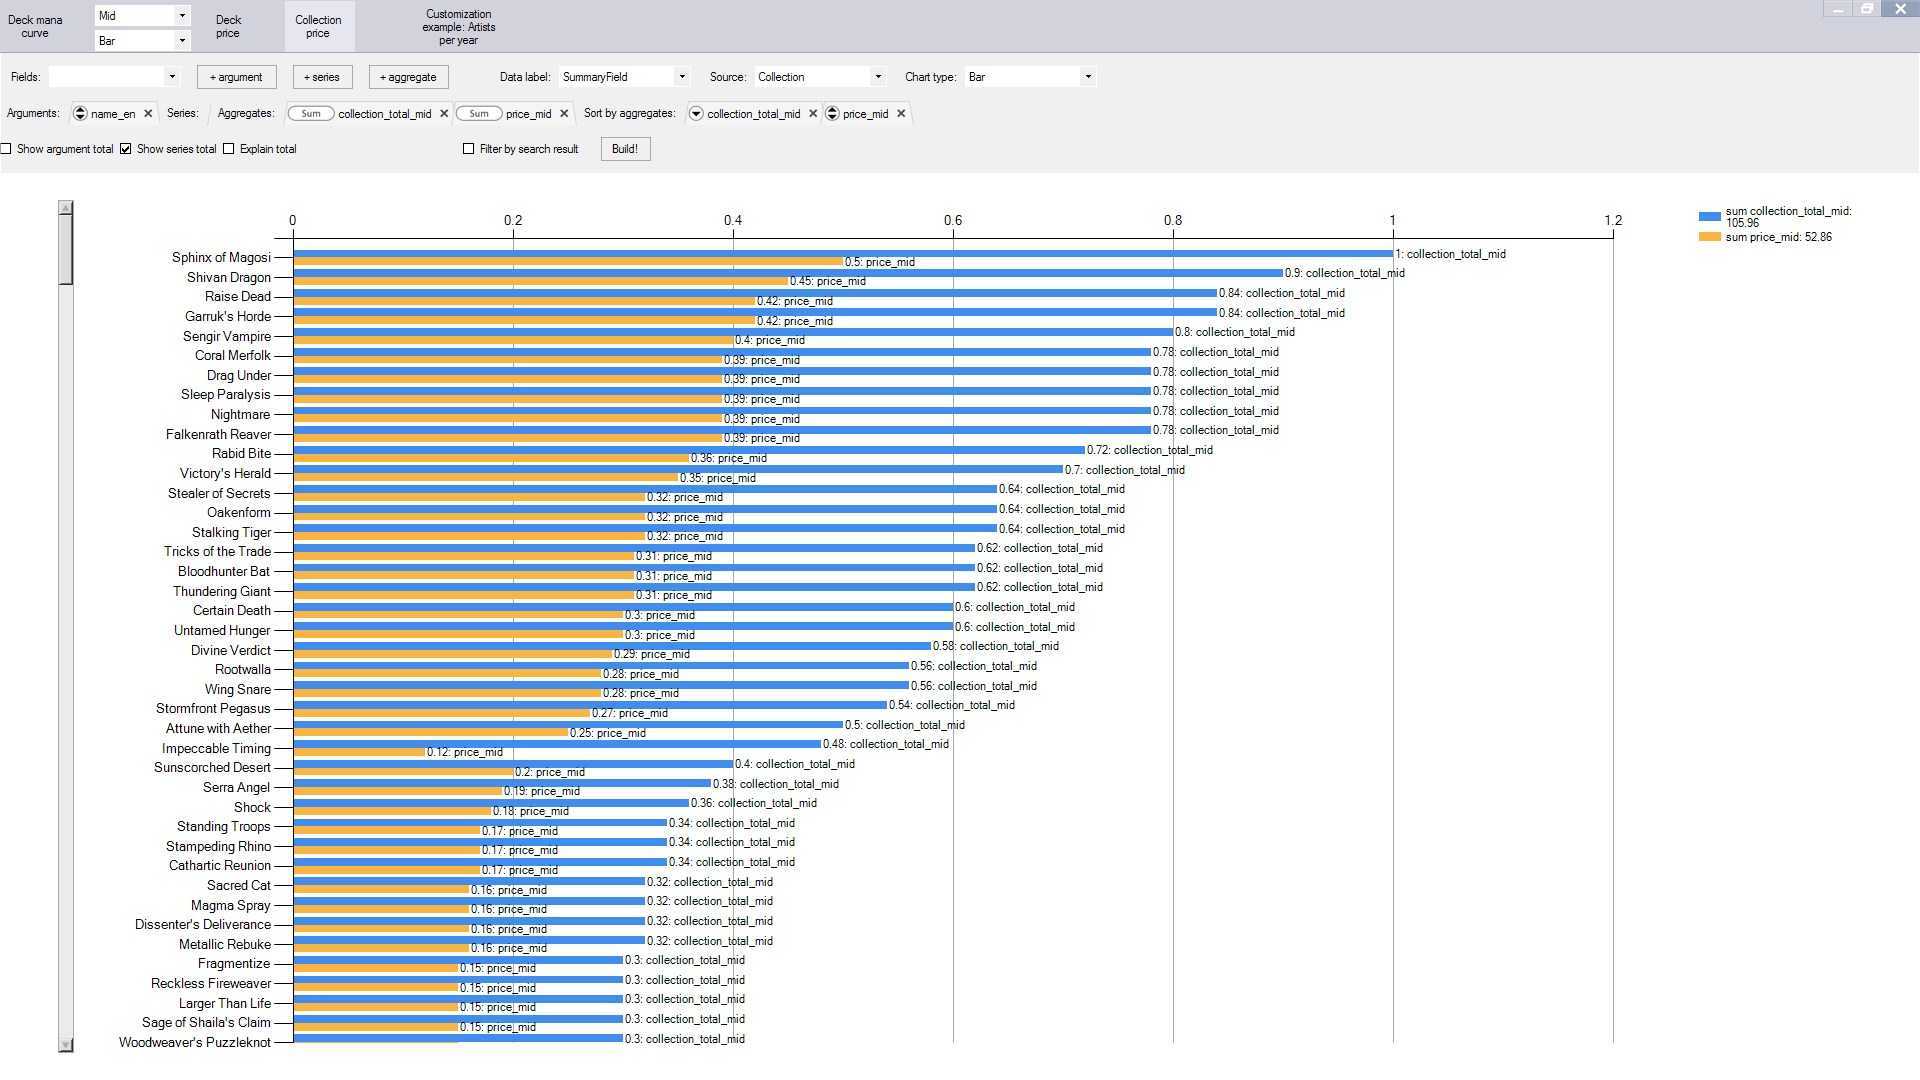 Deck mana
curve
Mid
Bar
Deck
price
Collection
price
Customization
example: Artists
per year
Fields:
+ argument
+ series
+ aggregate
Data label: SummaryField
Source: Collection
Chart type: Bar
Arguments: name_en
Series:
Aggregates: Sum collection_total_mid Sum price_mid
Sort by aggregates: collection_total_mid price_mid
Show argument total
Show series total
Explain total
Filter by search result
Build!
0 0.2 0.4 0.6 0.8 1 1.2
sum collection_total_mid:
105.96
sum price_mid: 52.86
Sphinx of Magosi 1: collection_total_mid
0.5: price_mid
Shivan Dragon 0.9: collection_total_mid
0.45: price_mid
Raise Dead 0.84: collection_total_mid
0.42: price_mid
Garruk's Horde 0.84: collection_total_mid
0.42: price_mid
Sengir Vampire 0.8: collection_total_mid
0.4: price_mid
Coral Merfolk 0.78: collection_total_mid
0.39: price_mid
Drag Under 0.78: collection_total_mid
0.39: price_mid
Sleep Paralysis 0.78: collection_total_mid
0.39: price_mid
Nightmare 0.78: collection_total_mid
0.39: price_mid
Falkenrath Reaver 0.78: collection_total_mid
0.39: price_mid
Rabid Bite 0.72: collection_total_mid
0.36: price_mid
Victory's Herald 0.7: collection_total_mid
0.35: price_mid
Stealer of Secrets 0.64: collection_total_mid
0.32: price_mid
Oakenform 0.64: collection_total_mid
0.32: price_mid
Stalking Tiger 0.64: collection_total_mid
0.32: price_mid
Tricks of the Trade 0.62: collection_total_mid
0.31: price_mid
Bloodhunter Bat 0.62: collection_total_mid
0.31: price_mid
Thundering Giant 0.62: collection_total_mid
0.31: price_mid
Certain Death 0.6: collection_total_mid
0.3: price_mid
Untamed Hunger 0.6: collection_total_mid
0.3: price_mid
Divine Verdict 0.58: collection_total_mid
0.29: price_mid
Rootwalla 0.56: collection_total_mid
0.28: price_mid
Wing Snare 0.56: collection_total_mid
0.28: price_mid
Stormfront Pegasus 0.54: collection_total_mid
0.27: price_mid
Attune with Aether 0.5: collection_total_mid
0.25: price_mid
Impeccable Timing 0.48: collection_total_mid
0.12: price_mid
Sunscorched Desert 0.4: collection_total_mid
0.2: price_mid
Serra Angel 0.38: collection_total_mid
0.19: price_mid
Shock 0.36: collection_total_mid
0.18: price_mid
Standing Troops 0.34: collection_total_mid
0.17: price_mid
Stampeding Rhino 0.34: collection_total_mid
0.17: price_mid
Cathartic Reunion 0.34: collection_total_mid
0.17: price_mid
Sacred Cat 0.32: collection_total_mid
0.16: price_mid
Magma Spray 0.32: collection_total_mid
0.16: price_mid
Dissenter's Deliverance 0.32: collection_total_mid
0.16: price_mid
Metallic Rebuke 0.32: collection_total_mid
0.16: price_mid
Fragmentize 0.3: collection_total_mid
0.15: price_mid
Reckless Fireweaver 0.3: collection_total_mid
0.15: price_mid
Larger Than Life 0.3: collection_total_mid
0.15: price_mid
Sage of Shaila's Claim 0.3: collection_total_mid
0.15: price_mid
Woodweaver's Puzzleknot 0.3: collection_total_mid